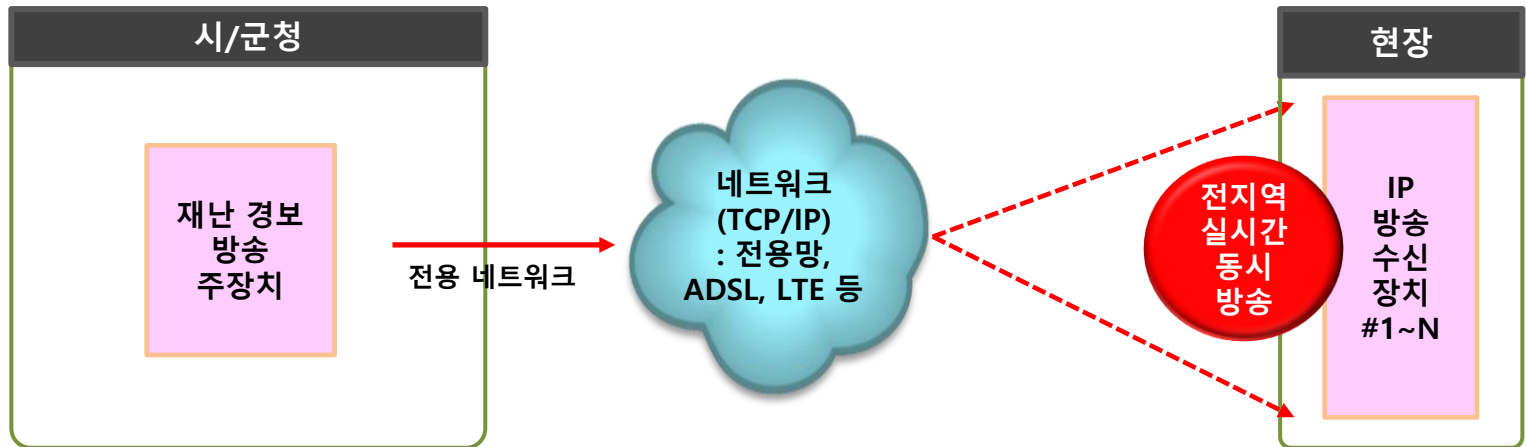 시/군청
재난 경보
방송
주장치
전용 네트워크
네트워크
(TCP/IP)
: 전용망,
ADSL, LTE 등
현장
전지역
실시간
동시
방송
IP
방송
수신
장치
#1~N